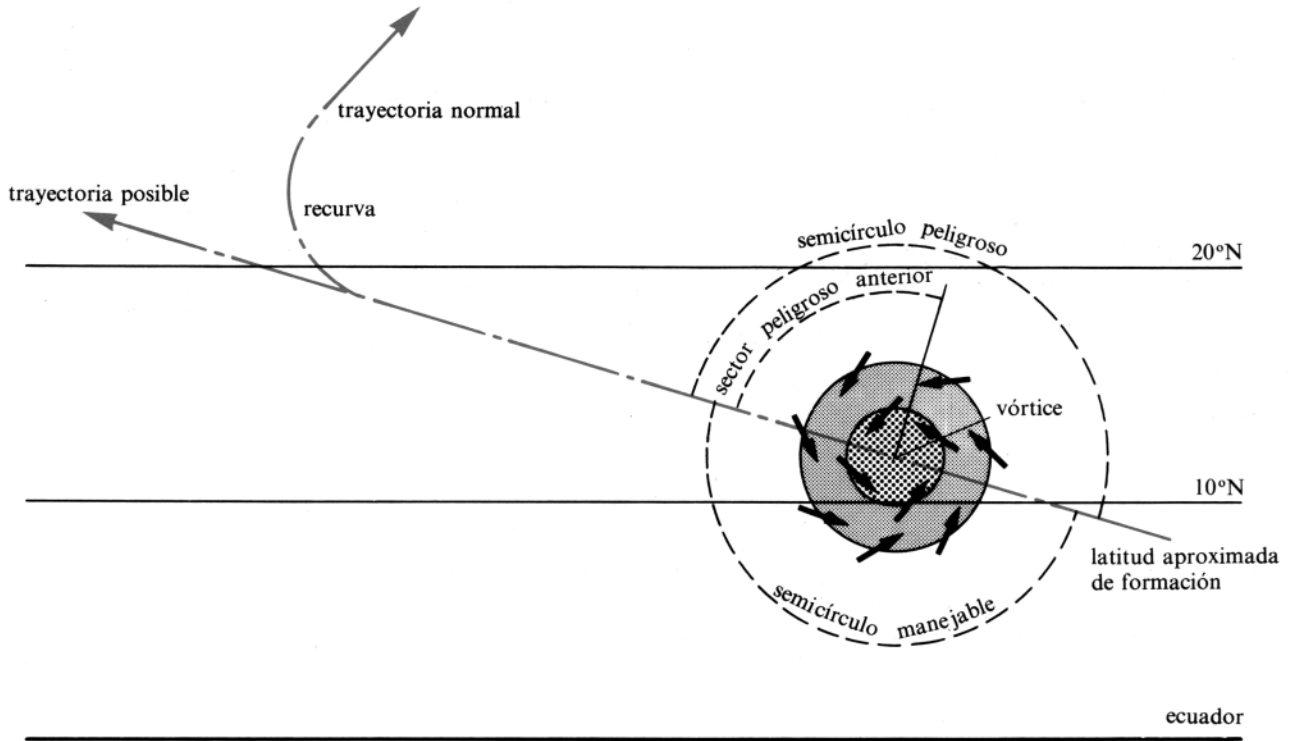 trayectoria normal
trayectoria posible
recurva
semicírculo peligroso
20°N
sector peligroso anterior
vórtice
10°N
latitud aproximada
de formación
semicírculo manejable
ecuador